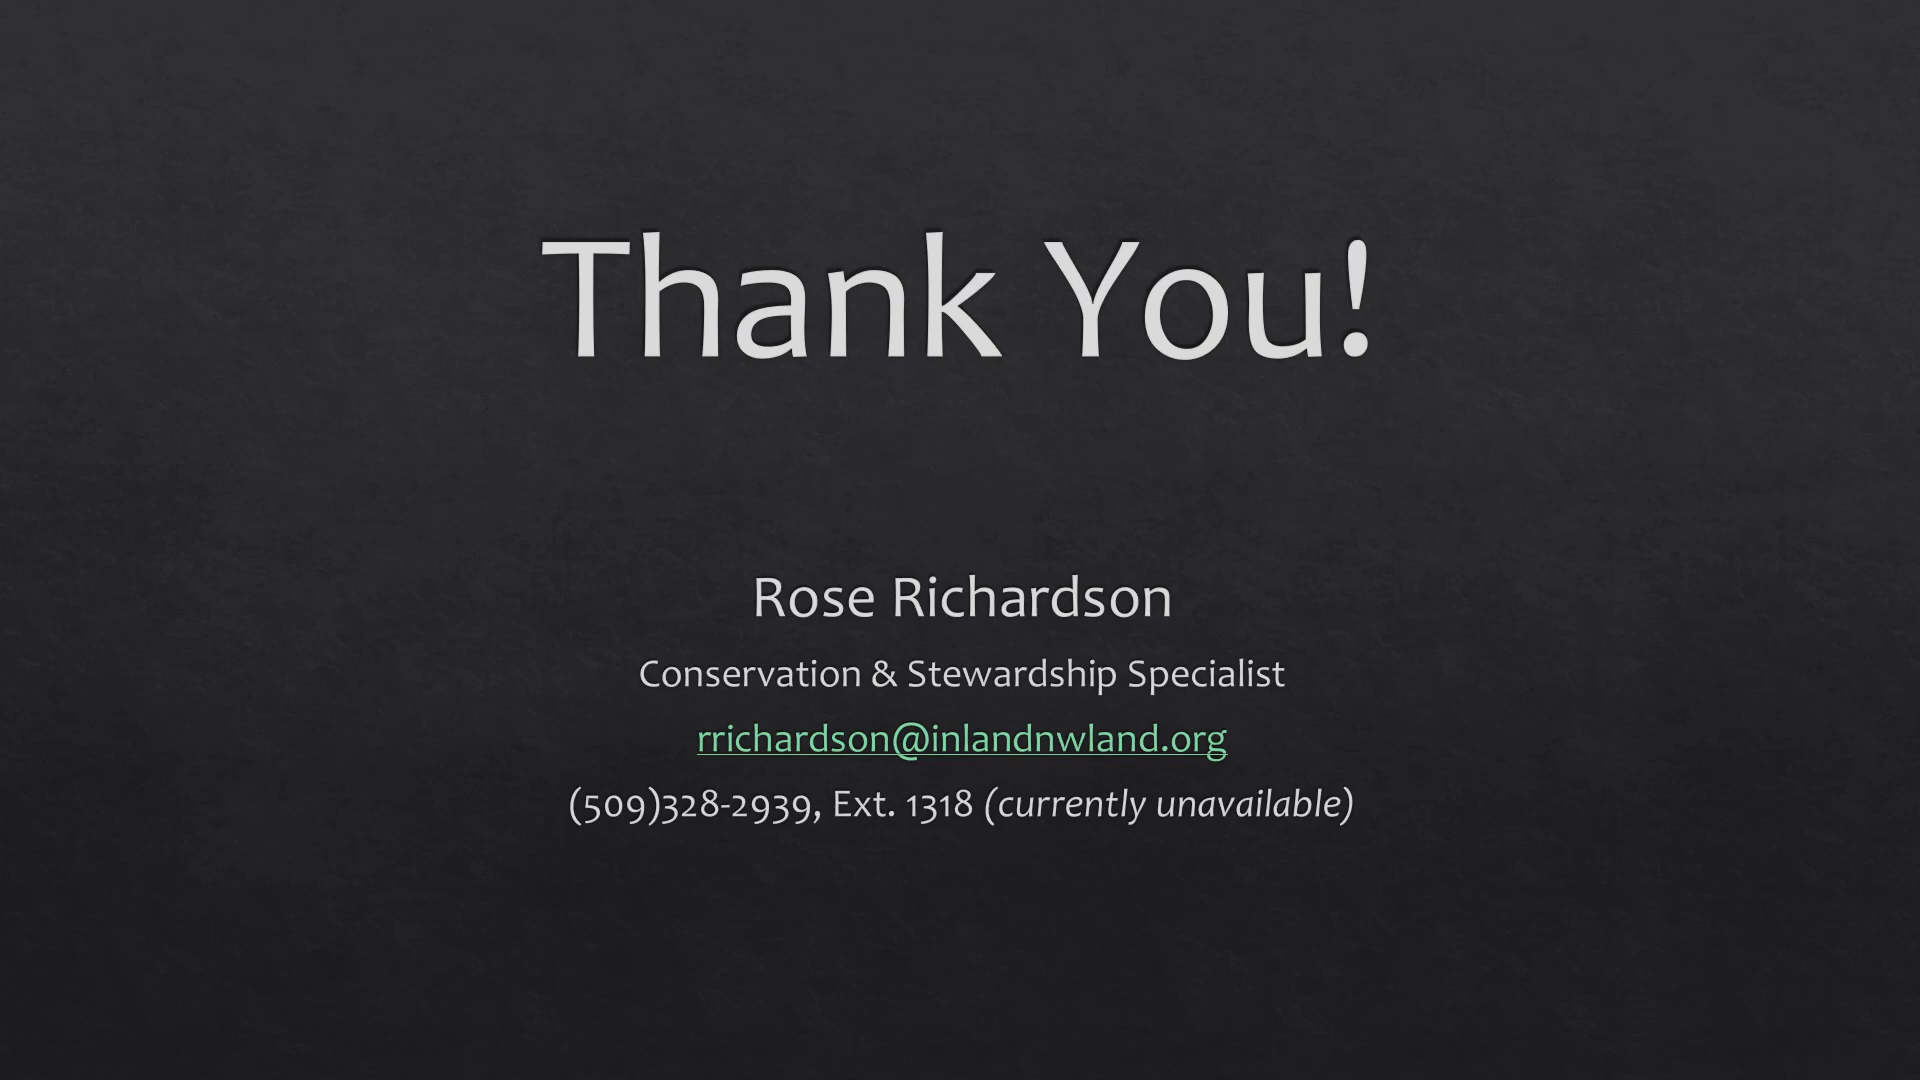 Thank You!
Rose Richardson
Conservation & Stewardship Specialist
rrichardson@inlandnwland.org
(509)328-2939, Ext. 1318 (currently unavailable)